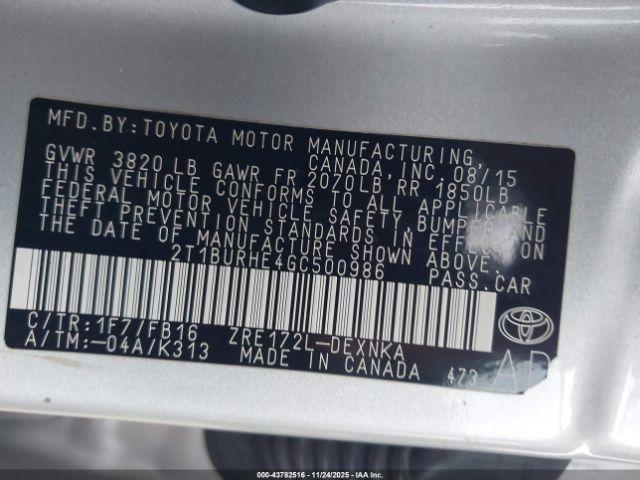 MFD.BY:TOYOTA MOTOR MANUFACTURING,
CANADA,INC.08/15
GVWR 3820 LB GAWR FR 2070LB RR 1850LB
THIS VEHICLE CONFORMS TO ALL APPLICABLE
FEDERAL MOTOR VEHICLE SAFETY,BUMPER,AND
THEFT PREVENTION STANDARDS IN EFFECT ON
THE DATE OF MANUFACTURE SHOWN ABOVE.
2T1BURHE4GC500986 PASS.CAR
C/TR:1F7/FB16 ZRE172L-DEXNKA
A/TM:-04A/K313 MADE IN CANADA 473
000-43782516 - 11/24/2025 - IAAI.COM